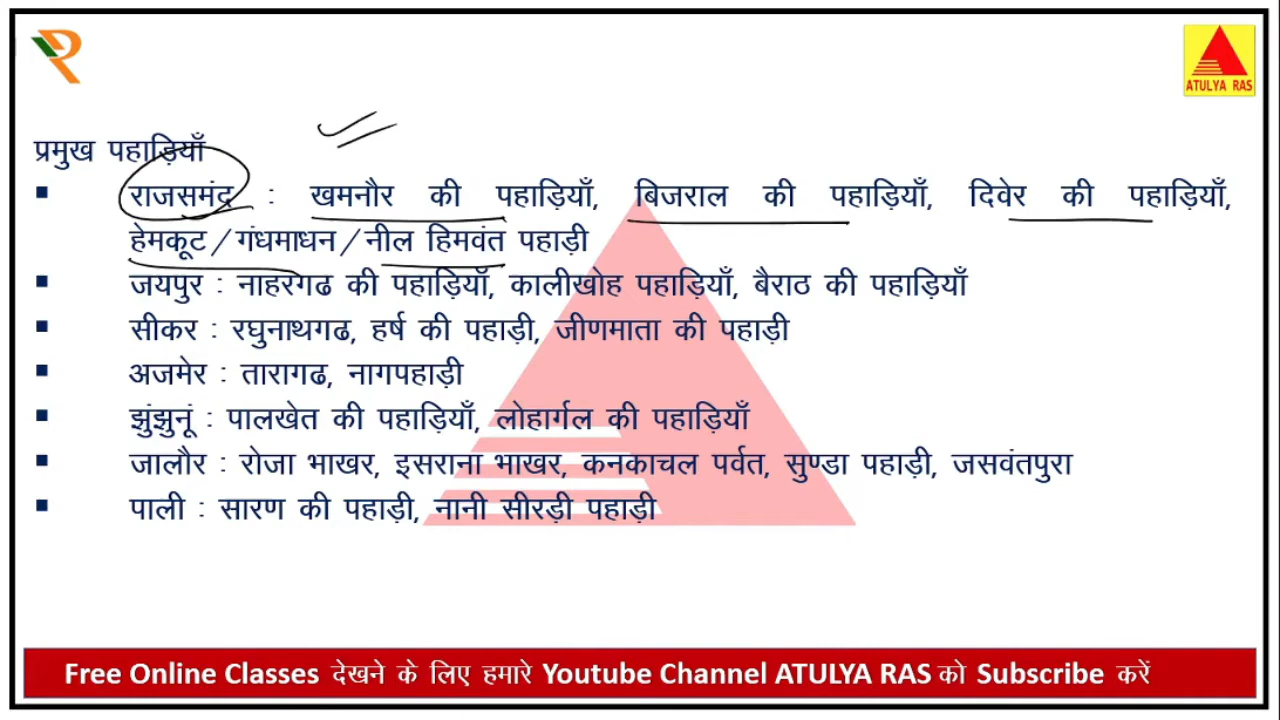 ATULYA RAS
प्रमुख पहाड़ियाँ
▪ राजसमंद : खमनौर की पहाड़ियाँ, बिजराल की पहाड़ियाँ, दिवेर की पहाड़ियाँ,
हेमकूट/गंधमाधन/नील हिमवंत पहाड़ी
▪ जयपुर : नाहरगढ की पहाड़ियाँ, कालीखोह पहाड़ियाँ, बैराठ की पहाड़ियाँ
▪ सीकर : रघुनाथगढ, हर्ष की पहाड़ी, जीणमाता की पहाड़ी
▪ अजमेर : तारागढ, नागपहाड़ी
▪ झुंझुनूं : पालखेत की पहाड़ियाँ, लोहार्गल की पहाड़ियाँ
▪ जालौर : रोजा भाखर, इसराना भाखर, कनकाचल पर्वत, सुण्डा पहाड़ी, जसवंतपुरा
▪ पाली : सारण की पहाड़ी, नानी सीरड़ी पहाड़ी
Free Online Classes देखने के लिए हमारे Youtube Channel ATULYA RAS को Subscribe करें